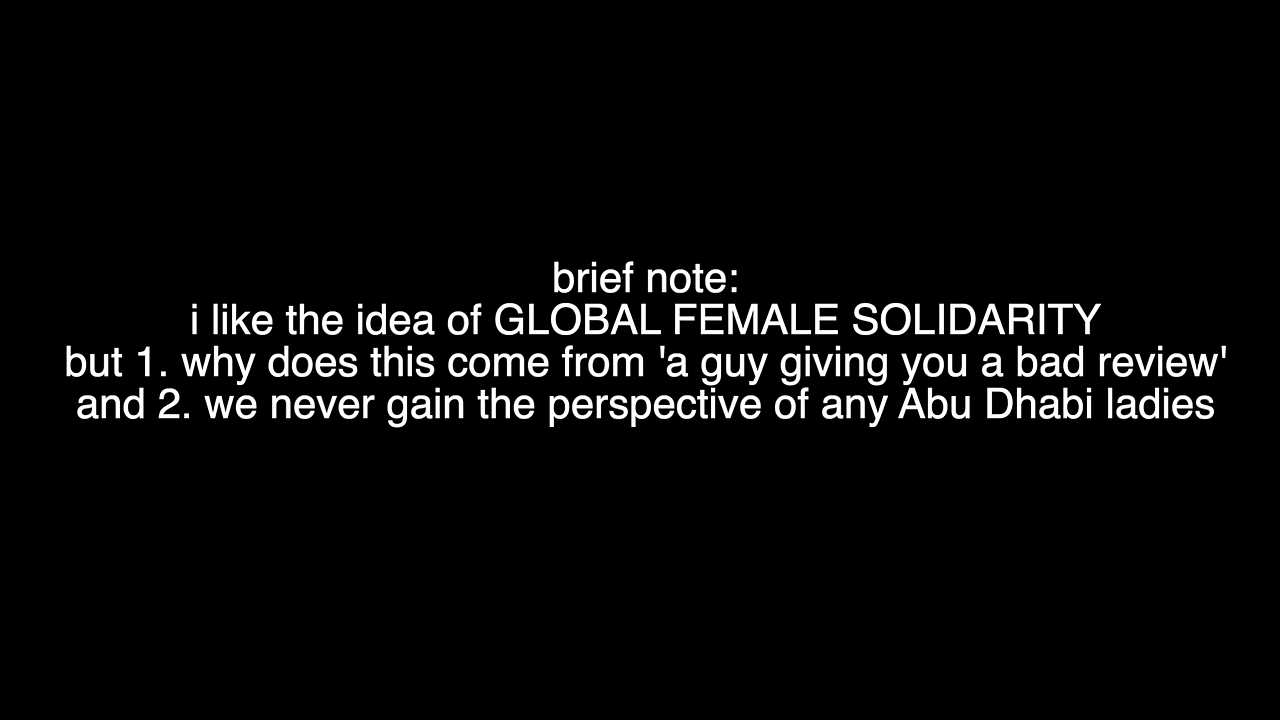 brief note:
i like the idea of GLOBAL FEMALE SOLIDARITY
but 1. why does this come from 'a guy giving you a bad review'
and 2. we never gain the perspective of any Abu Dhabi ladies